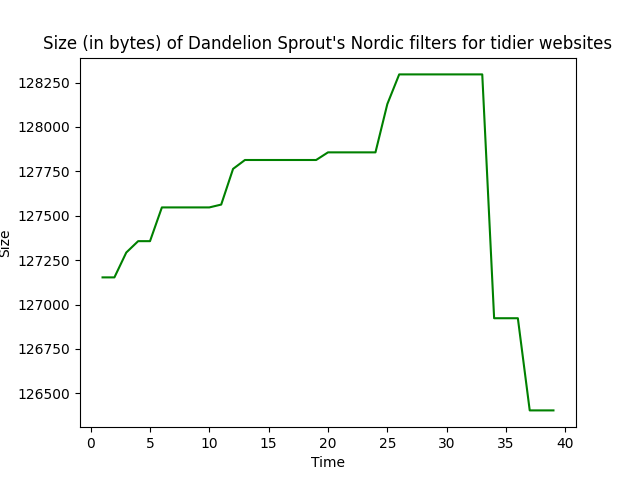 Size (in bytes) of Dandelion Sprout's Nordic filters for tidier websites
128250
128000
127750
127500
127250
127000
126750
126500
Size
0 5 10 15 20 25 30 35 40
Time